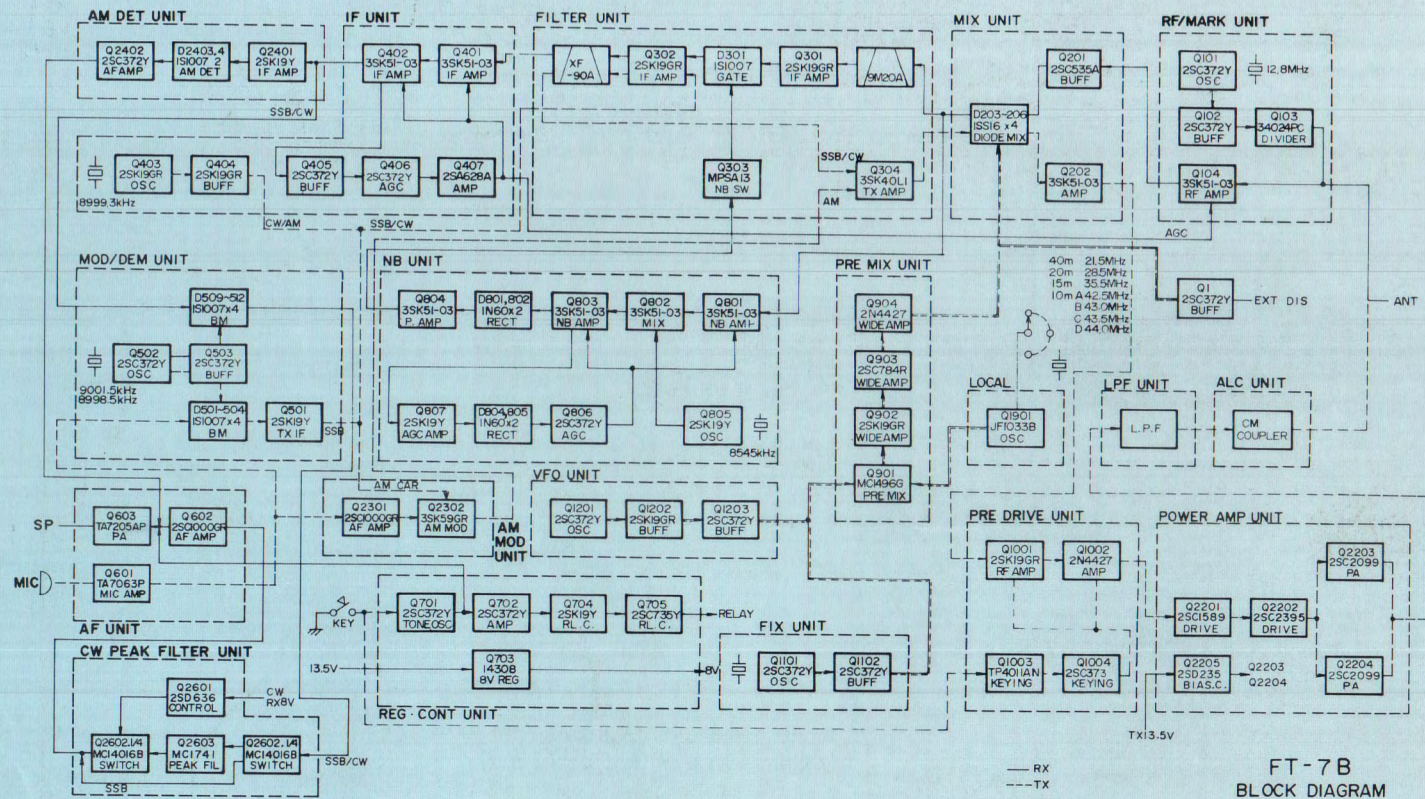 AM DET UNIT
Q2402
2SC372Y
AF AMP
D2403,4
IS1007 2
AM DET
Q2401
2SK19Y
IF AMP
SSB/CW
IF UNIT
Q402
3SK51-03
IF AMP
Q401
3SK51-03
IF AMP
8999.3kHz
Q403
2SK19GR
OSC
Q404
2SK19GR
BUFF
Q405
2SC372Y
BUFF
Q406
2SC372Y
AGC
Q407
2SA628A
AMP
CW/AM
SSB/CW
FILTER UNIT
XF
-90A
Q302
2SK19GR
IF AMP
D301
IS1007
GATE
Q301
2SK19GR
IF AMP
9M20A
Q303
MPSA13
NB SW
SSB/CW
Q304
3SK40L1
TX AMP
AM
MIX UNIT
Q201
2SC535A
BUFF
D203~206
ISS16 x4
DIODE MIX
Q202
3SK51-03
AMP
RF/MARK UNIT
Q101
2SC372Y
OSC
12,8MHz
Q102
2SC372Y
BUFF
Q103
34024PC
DIVIDER
Q104
3SK51-03
RF AMP
AGC
MOD/DEM UNIT
D509~512
IS1007x4
BM
Q502
2SC372Y
OSC
Q503
2SC372Y
BUFF
9001.5kHz
8998.5kHz
D501~504
IS1007x4
BM
Q501
2SK19Y
TX IF
SSB
NB UNIT
Q804
3SK51-03
P. AMP
D801,802
IN60x2
RECT
Q803
3SK51-03
NB AMP
Q802
3SK51-03
MIX
Q801
3SK51-03
NB AMP
Q807
2SK19Y
AGC AMP
D804,805
IN60x2
RECT
Q806
2SC372Y
AGC
Q805
2SK19Y
OSC
8545kHz
PRE MIX UNIT
Q904
2N4427
WIDE AMP
Q903
2SC784R
WIDE AMP
Q902
2SK19GR
WIDE AMP
Q901
MC1496G
PRE MIX
40m 21.5MHz
20m 28.5MHz
15m 35.5MHz
10m A 42.5MHz
B 43.0MHz
C 43.5MHz
D 44.0MHz
Q1
2SC372Y
BUFF
EXT DIS
ANT
LOCAL
Q1901
JF1033B
OSC
LPF UNIT
L.P.F
ALC UNIT
CM
COUPLER
SP
Q603
TA7205AP
PA
Q602
2SC1000GR
AF AMP
MIC
Q601
TA7063P
MIC AMP
AF UNIT
AM CAR
Q2301
2SC1000GR
AF AMP
Q2302
3SK59GR
AM MOD
AM
MOD
UNIT
VFO UNIT
Q1201
2SC372Y
OSC
Q1202
2SK19GR
BUFF
Q1203
2SC372Y
BUFF
KEY
Q701
2SC372Y
TONE OSC
Q702
2SC372Y
AMP
Q704
2SK19Y
RL. C.
Q705
2SC735Y
RL. C.
RELAY
13.5V
Q703
14308
8V REG
8V
REG·CONT UNIT
FIX UNIT
Q1101
2SC372Y
OSC
Q1102
2SC372Y
BUFF
PRE DRIVE UNIT
Q1001
2SK19GR
RF AMP
Q1002
2N4427
AMP
Q1003
TP4011AN
KEYING
Q1004
2SC373
KEYING
POWER AMP UNIT
Q2203
2SC2099
PA
Q2201
2SC1589
DRIVE
Q2202
2SC2395
DRIVE
Q2205
2SD235
BIAS.C.
Q2203
Q2204
Q2204
2SC2099
PA
TX13.5V
CW PEAK FILTER UNIT
Q2601
2SD636
CONTROL
CW
RX8V
Q2602.1/4
MC14016B
SWITCH
Q2603
MC1741
PEAK FIL
Q2602.1/4
MC14016B
SWITCH
SSB/CW
SSB
RX
TX
FT-7B
BLOCK DIAGRAM